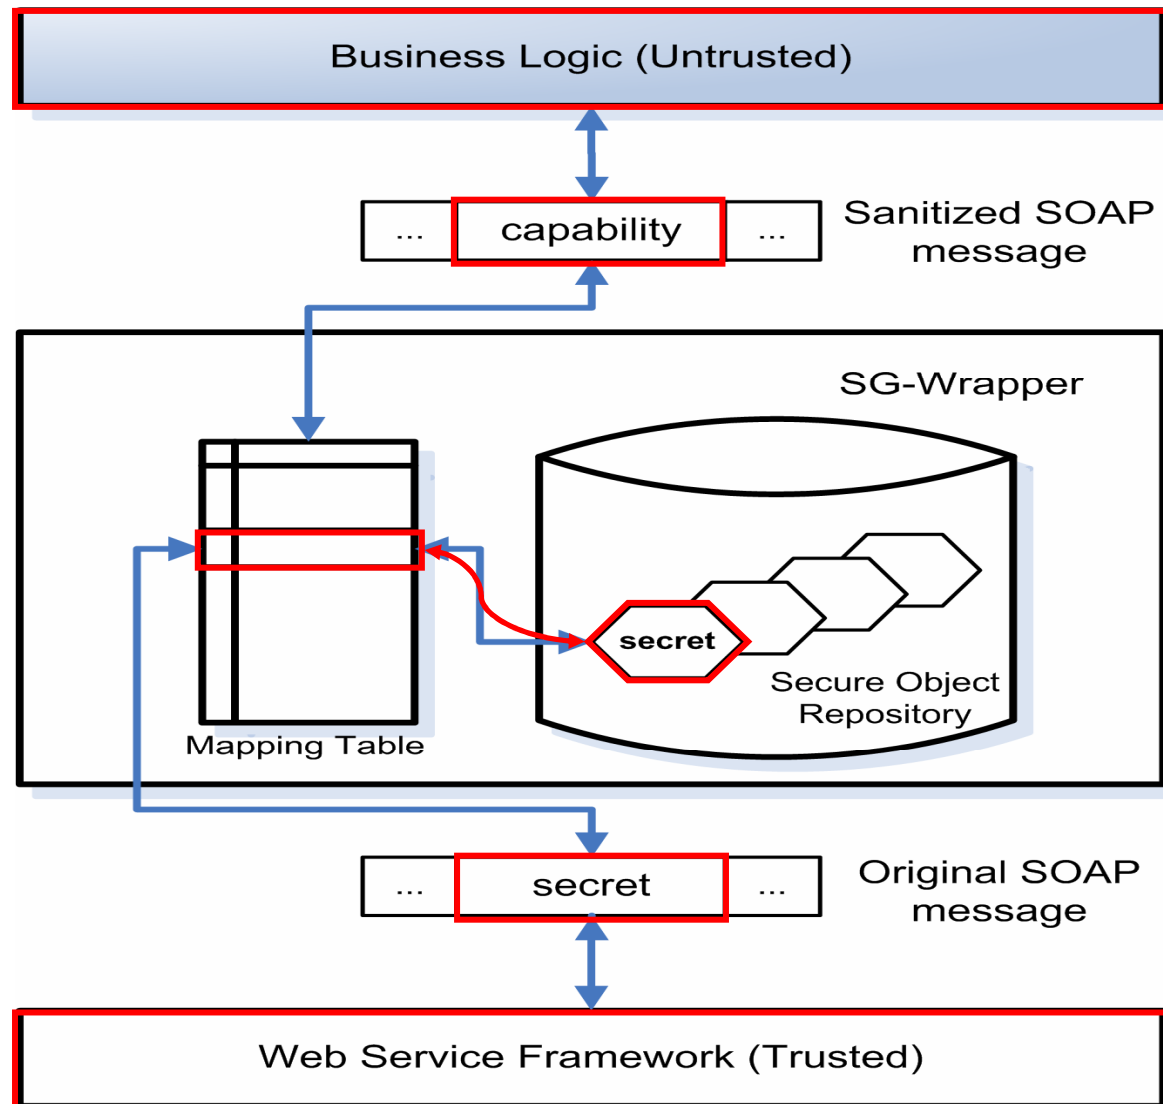 Business Logic (Untrusted)
... capability ...
Sanitized SOAP
message
SG-Wrapper
secret
Secure Object
Repository
Mapping Table
... secret ...
Original SOAP
message
Web Service Framework (Trusted)